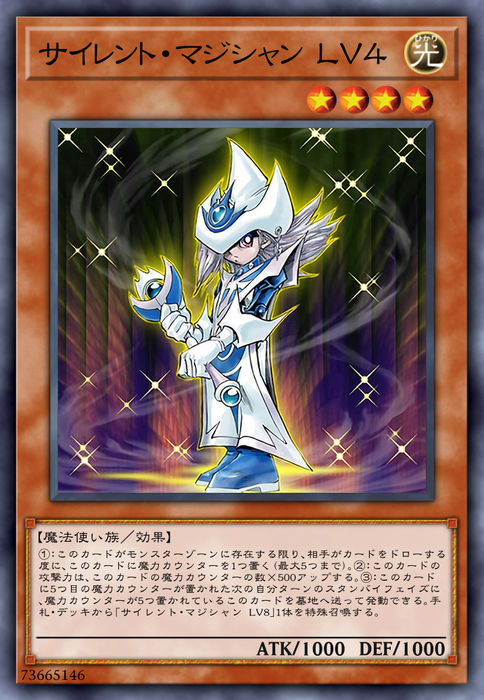 サイレント・マジシャン LV4
ひかり
光
【魔法使い族／効果】
①:このカードがモンスターゾーンに存在する限り、相手がカードをドローする
度に、このカードに魔力カウンターを1つ置く(最大5つまで)。②:このカードの
攻撃力は、このカードの魔力カウンターの数×500アップする。③:このカード
に5つ目の魔力カウンターが置かれた次の自分ターンのスタンバイフェイズに
、魔力カウンターが5つ置かれているこのカードを墓地へ送って発動できる。手
札・デッキから「サイレント・マジシャン LV8」1体を特殊召喚する。
ATK/1000 DEF/1000
73665146